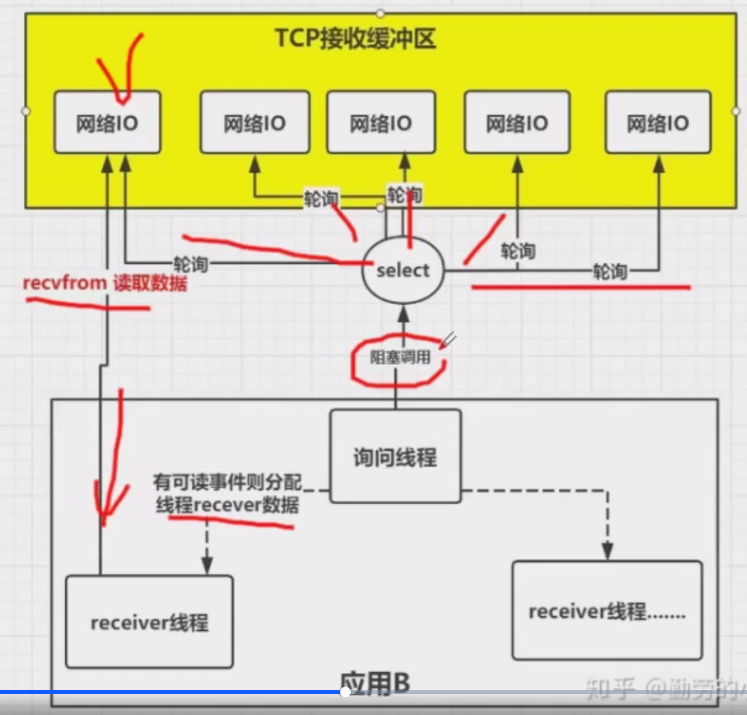 TCP接收缓冲区
网络IO
网络IO
网络IO
网络IO
网络IO
轮询
轮询
轮询
轮询
轮询
select
recvfrom 读取数据
阻塞调用
询问线程
有可读事件则分配
线程recever数据
receiver线程
receiver线程.......
应用B
知乎 @勤劳的小